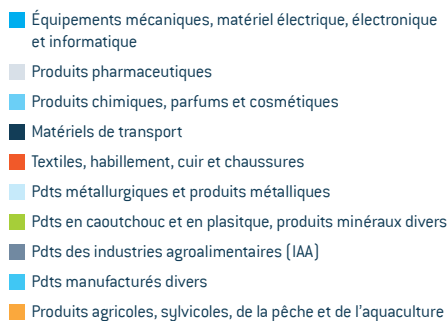 Équipements mécaniques, matériel électrique, électronique
et informatique
Produits pharmaceutiques
Produits chimiques, parfums et cosmétiques
Matériels de transport
Textiles, habillement, cuir et chaussures
Pdts métallurgiques et produits métalliques
Pdts en caoutchouc et en plasitque, produits minéraux divers
Pdts des industries agroalimentaires (IAA)
Pdts manufacturés divers
Produits agricoles, sylvicoles, de la pêche et de l'aquaculture